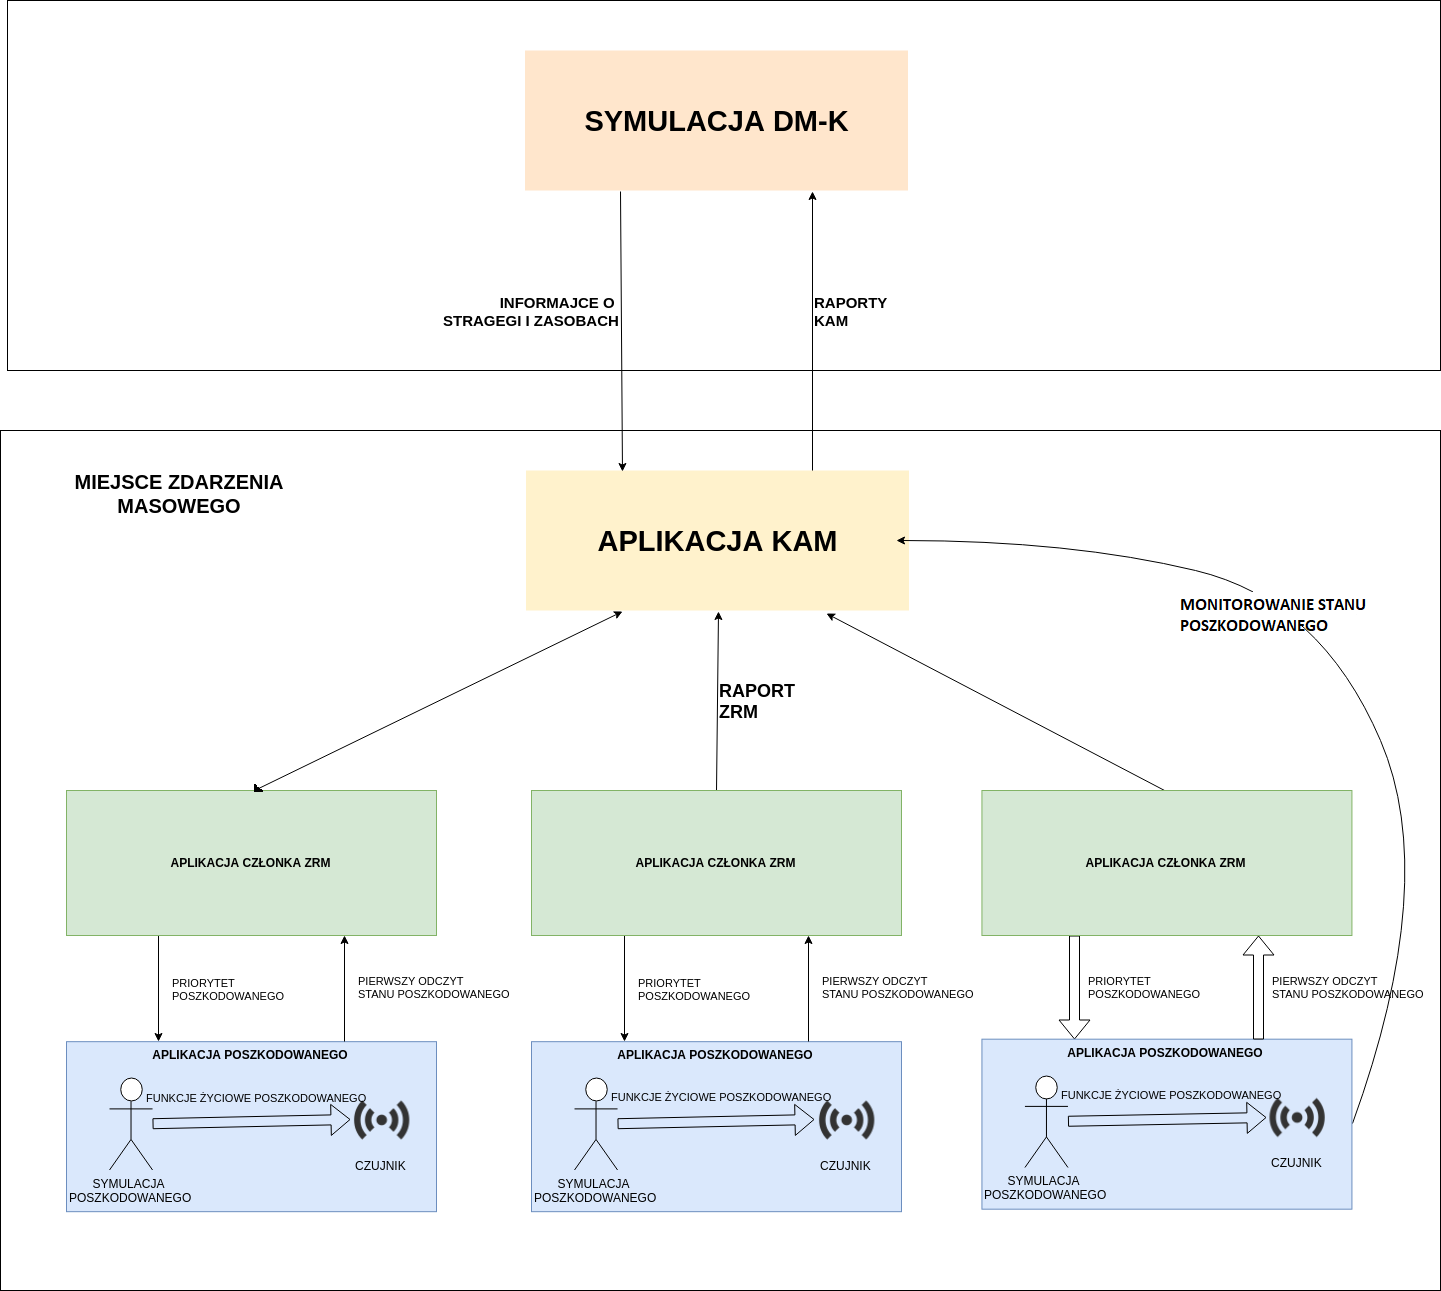 SYMULACJA DM-K
INFORMAJCE O
STRAGEGI I ZASOBACH
RAPORTY
KAM
MIEJSCE ZDARZENIA
MASOWEGO
APLIKACJA KAM
MONITOROWANIE STANU
POSZKODOWANEGO
RAPORT
ZRM
APLIKACJA CZŁONKA ZRM
APLIKACJA CZŁONKA ZRM
APLIKACJA CZŁONKA ZRM
PRIORYTET
POSZKODOWANEGO
PIERWSZY ODCZYT
STANU POSZKODOWANEGO
PRIORYTET
POSZKODOWANEGO
PIERWSZY ODCZYT
STANU POSZKODOWANEGO
PRIORYTET
POSZKODOWANEGO
PIERWSZY ODCZYT
STANU POSZKODOWANEGO
APLIKACJA POSZKODOWANEGO
FUNKCJE ŻYCIOWE POSZKODOWANEGO
CZUJNIK
SYMULACJA
POSZKODOWANEGO
APLIKACJA POSZKODOWANEGO
FUNKCJE ŻYCIOWE POSZKODOWANEGO
CZUJNIK
SYMULACJA
POSZKODOWANEGO
APLIKACJA POSZKODOWANEGO
FUNKCJE ŻYCIOWE POSZKODOWANEGO
CZUJNIK
SYMULACJA
POSZKODOWANEGO